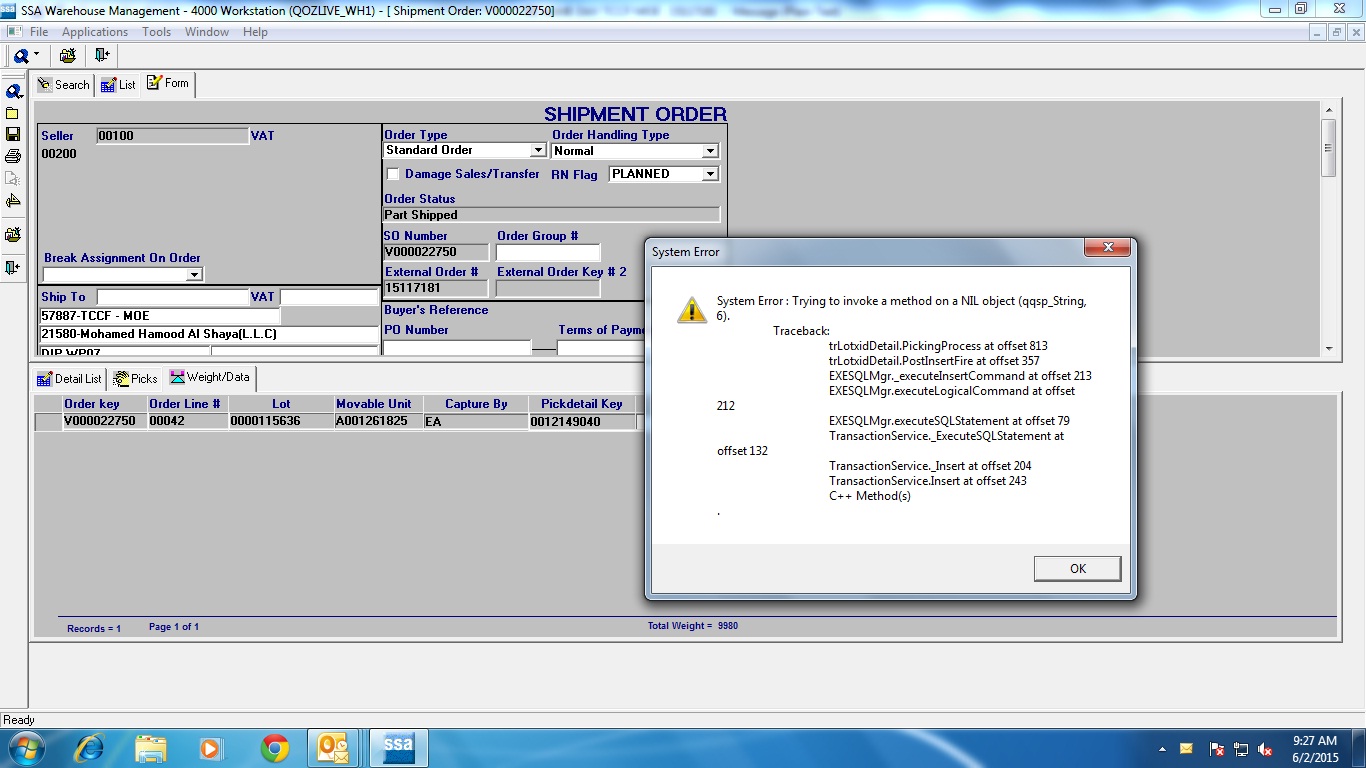 SSA Warehouse Management - 4000 Workstation (QOZLIVE_WH1) - [ Shipment Order: V000022750]
File Applications Tools Window Help
Search List Form
SHIPMENT ORDER
Seller 00100 VAT
00200
Order Type Order Handling Type
Standard Order Normal
Damage Sales/Transfer RN Flag PLANNED
Order Status
Part Shipped
SO Number Order Group #
V000022750
Break Assignment On Order
External Order # External Order Key # 2
15117181
Ship To VAT
57887-TCCF - MOE
21580-Mohamed Hamood Al Shaya(L.L.C)
DIP WP07
Buyer's Reference
PO Number Terms of Payme
System Error
System Error : Trying to invoke a method on a NIL object (qqsp_String,
6).
Traceback:
trLotxidDetail.PickingProcess at offset 813
trLotxidDetail.PostInsertFire at offset 357
EXESQLMgr._executeInsertCommand at offset 213
EXESQLMgr.executeLogicalCommand at offset
212
EXESQLMgr.executeSQLStatement at offset 79
TransactionService._ExecuteSQLStatement at
offset 132
TransactionService._Insert at offset 204
TransactionService.Insert at offset 243
C++ Method(s)
.
OK
Detail List Picks Weight/Data
Order key Order Line # Lot Movable Unit Capture By Pickdetail Key
V000022750 00042 0000115636 A001261825 EA 0012149040
Records = 1 Page 1 of 1 Total Weight = 9980
Ready
ssa
9:27 AM
6/2/2015